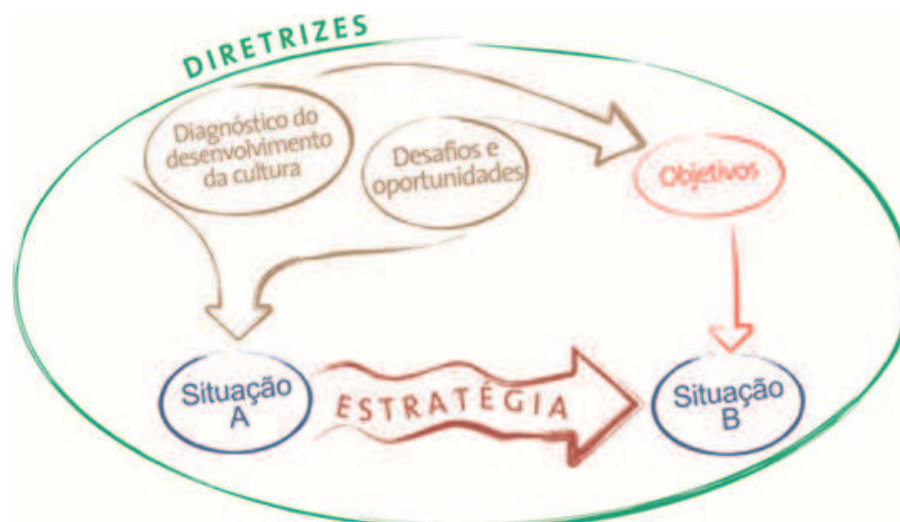 DIRETRIZES
Diagnóstico do
desenvolvimento
da cultura
Desafios e
oportunidades
Objetivos
Situação
A
ESTRATÉGIA
Situação
B